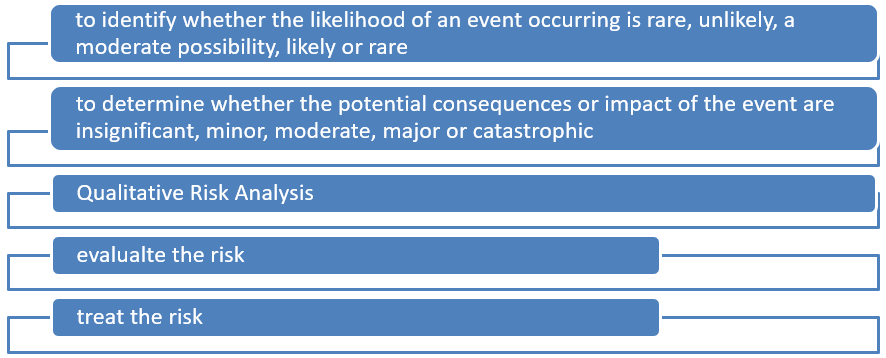 to identify whether the likelihood of an event occurring is rare, unlikely, a
moderate possibility, likely or rare
to determine whether the potential consequences or impact of the event are
insignificant, minor, moderate, major or catastrophic
Qualitative Risk Analysis
evalualte the risk
treat the risk